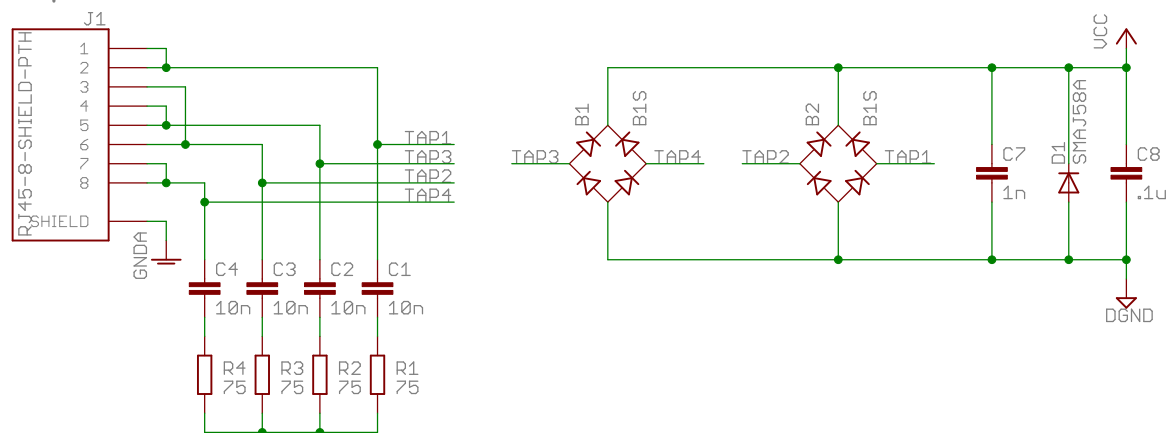 J1
RJ45-8-SHIELD-PTH
1
2
3
4
5
6
7
8
SHIELD
GNDA
TAP1
TAP3
TAP2
TAP4
C4
10n
C3
10n
C2
10n
C1
10n
R4
75
R3
75
R2
75
R1
75
B1
B1S
TAP3
TAP4
B2
B1S
TAP2
TAP1
C7
1n
D1
SMAJ58A
C8
.1u
VCC
DGND